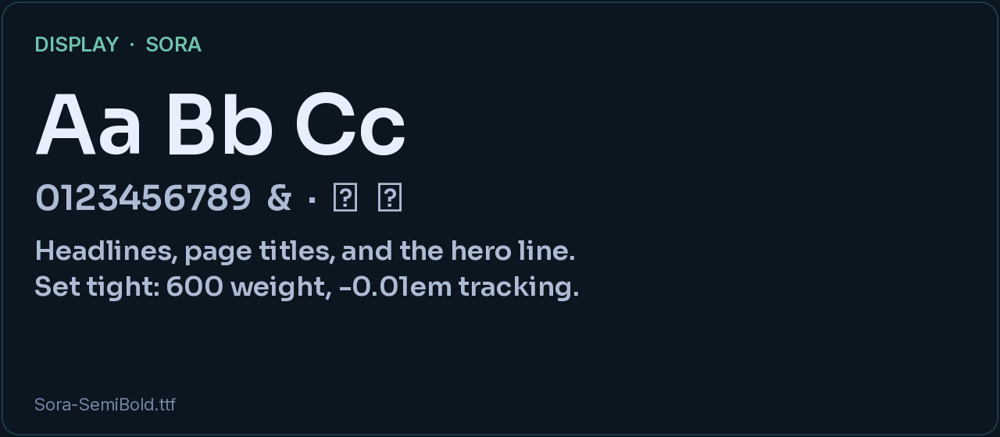 DISPLAY · SORA
Aa Bb Cc
0123456789 & ·
Headlines, page titles, and the hero line.
Set tight: 600 weight, −0.01em tracking.
Sora-SemiBold.ttf